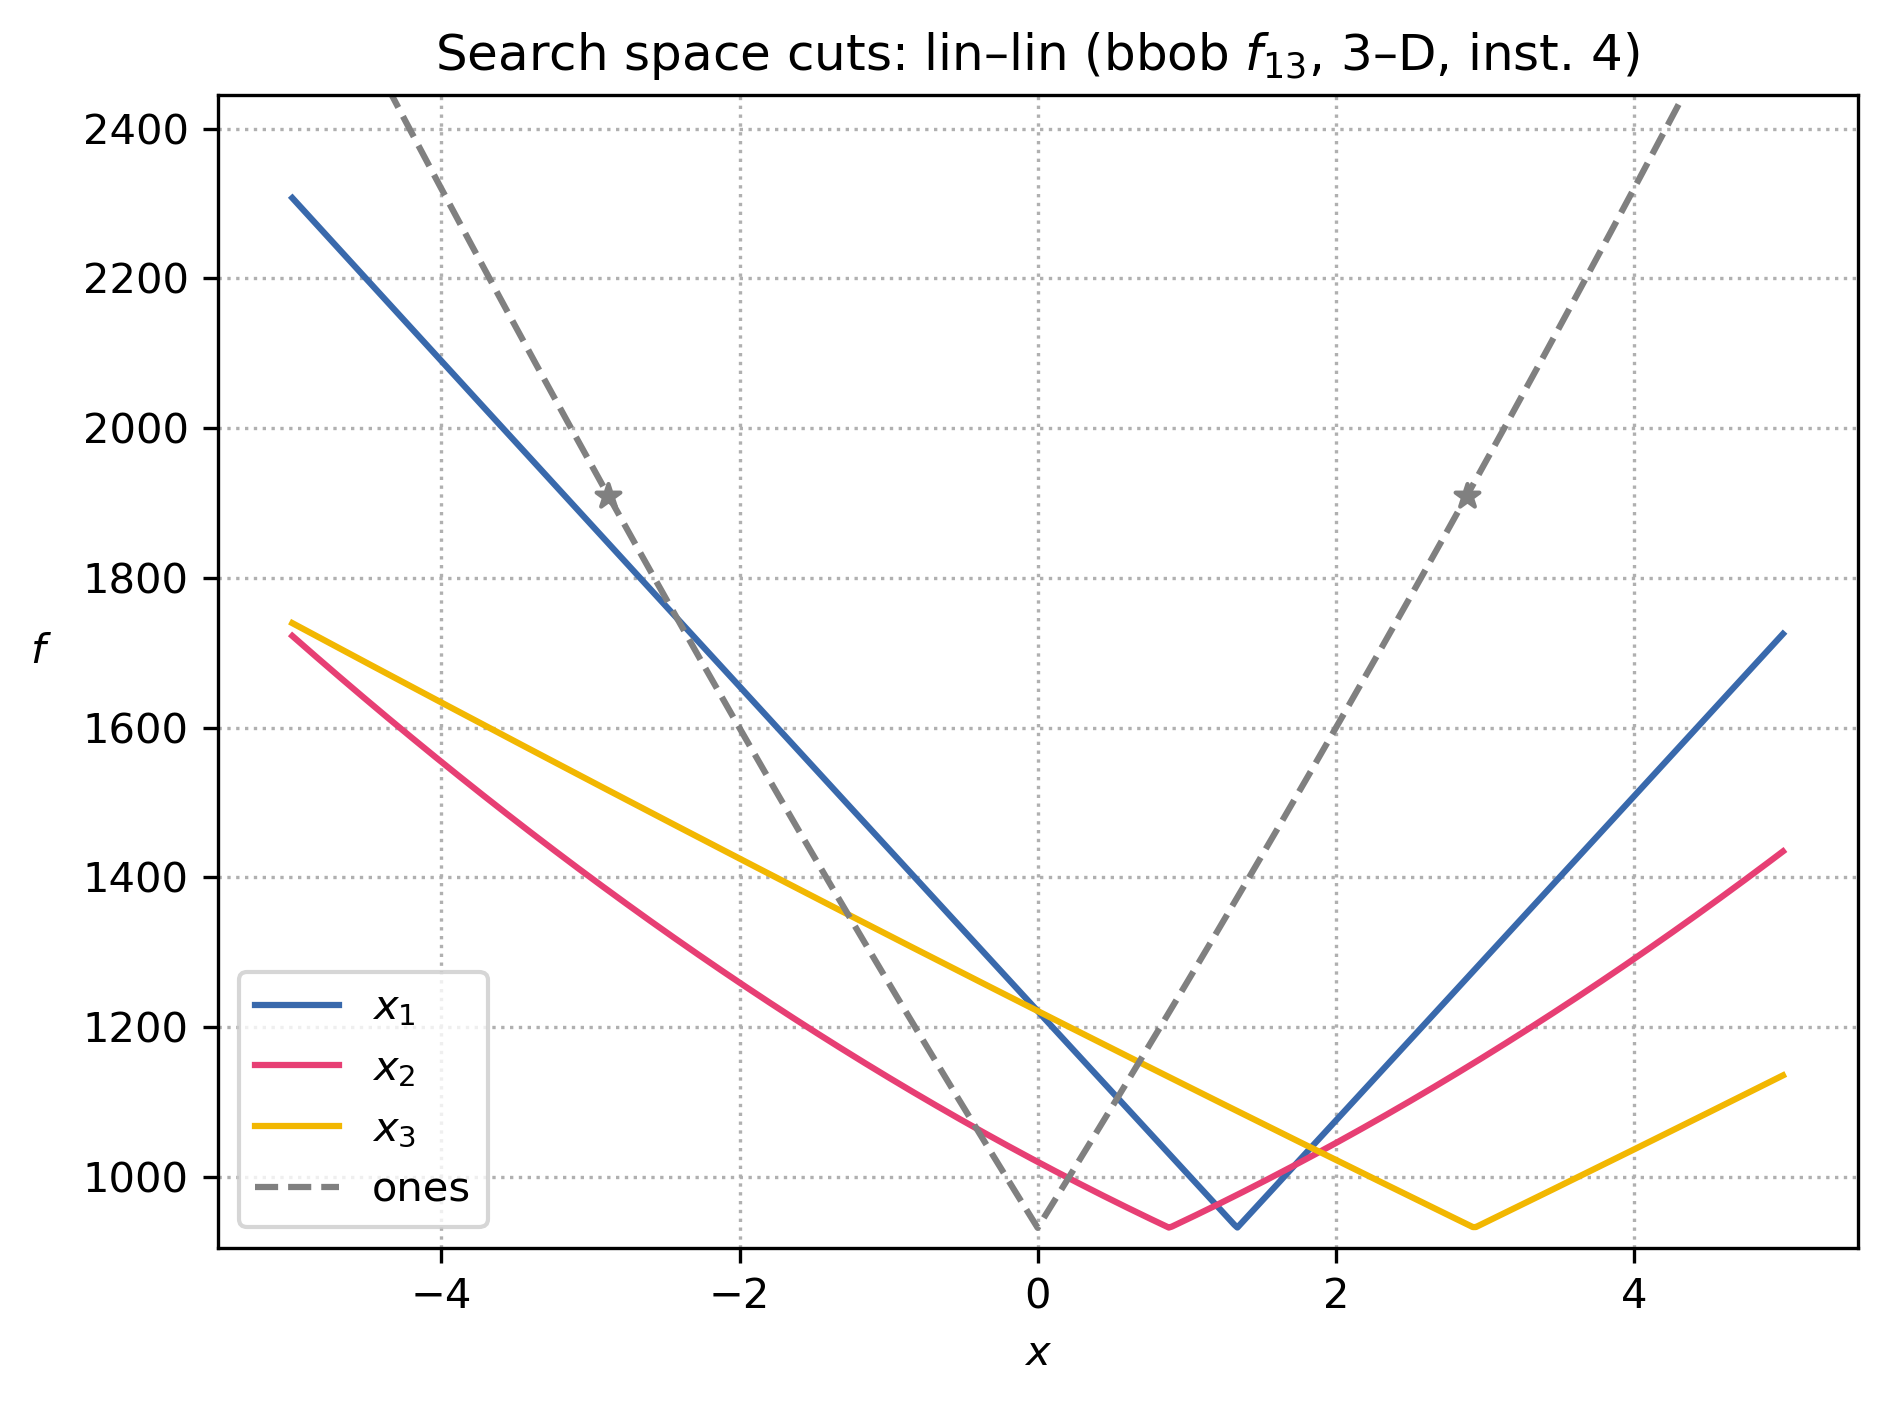 Search space cuts: lin–lin (bbob f13, 3–D, inst. 4)
2400
2200
2000
1800
f
1600
1400
1200
1000
x1
x2
x3
ones
−4
−2
0
2
4
x